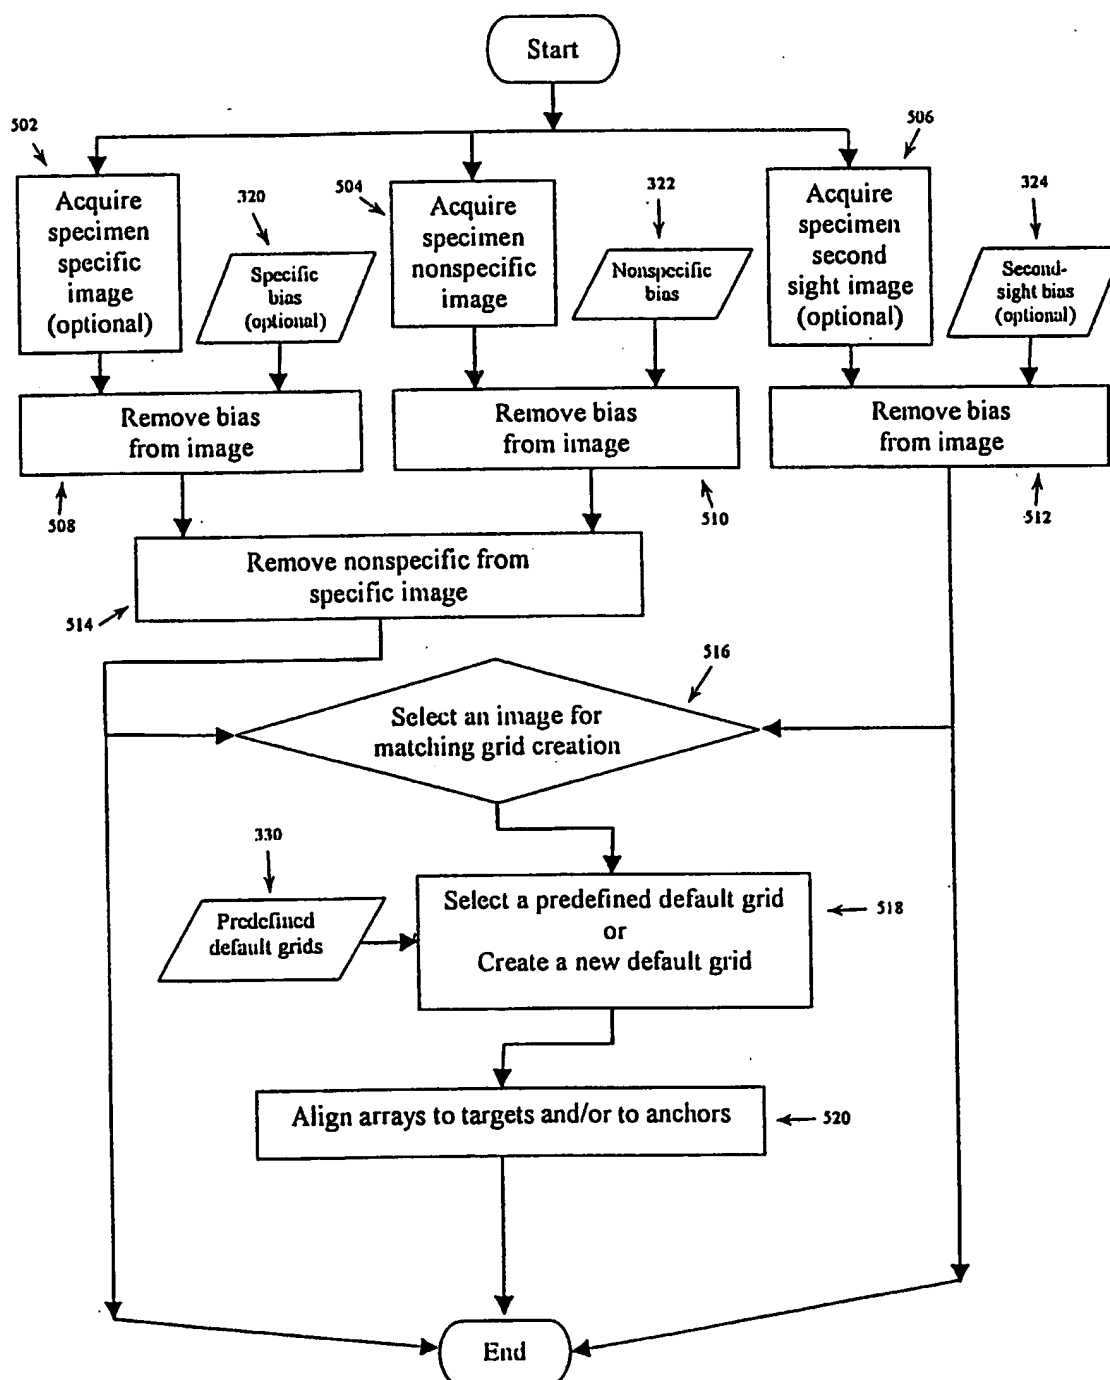 Start
502
506
320
504
322
324
Acquire
specimen
specific
image
(optional)
Specific
bias
(optional)
Acquire
specimen
nonspecific
image
Nonspecific
bias
Acquire
specimen
second
sight image
(optional)
Second-
sight bias
(optional)
Remove bias
from image
Remove bias
from image
Remove bias
from image
508
510
512
Remove nonspecific from
specific image
514
516
Select an image for
matching grid creation
330
Predefined
default grids
Select a predefined default grid
or
Create a new default grid
518
Align arrays to targets and/or to anchors
520
End